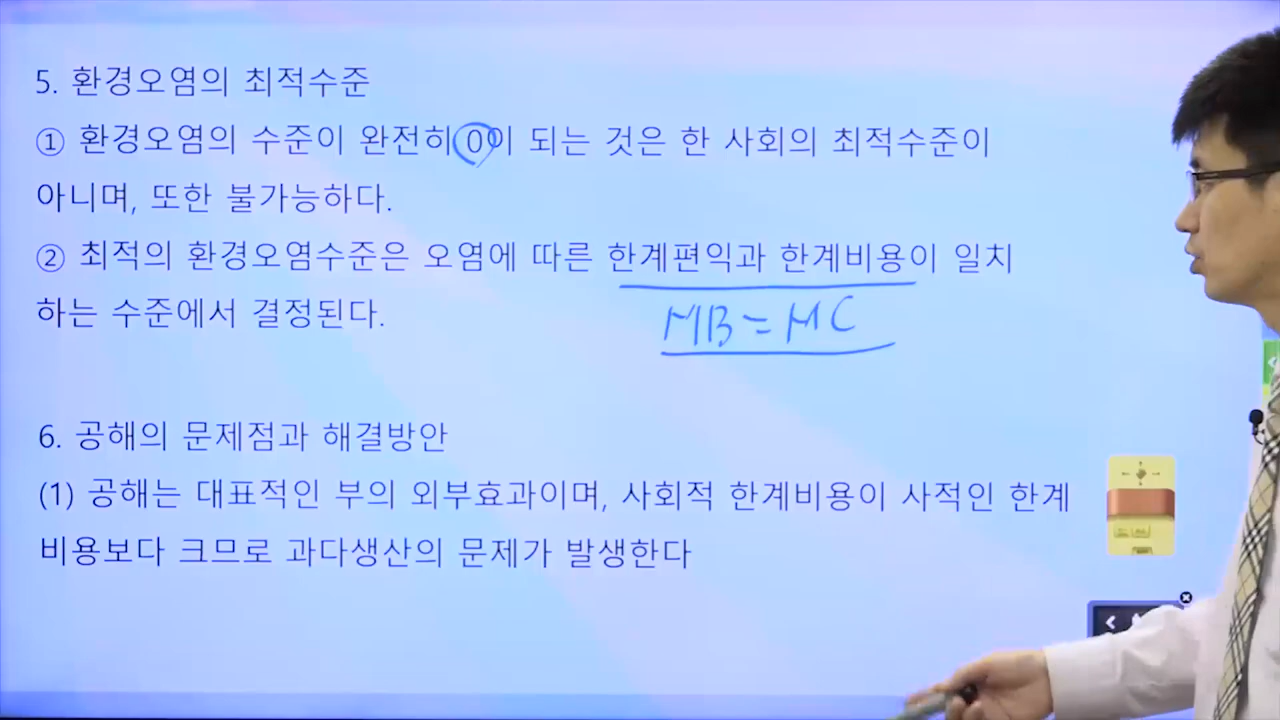 5. 환경오염의 최적수준
① 환경오염의 수준이 완전히 0이 되는 것은 한 사회의 최적수준이
아니며, 또한 불가능하다.
② 최적의 환경오염수준은 오염에 따른 한계편익과 한계비용이 일치
MB=MC
하는 수준에서 결정된다.
6. 공해의 문제점과 해결방안
(1) 공해는 대표적인 부의 외부효과이며, 사회적 한계비용이 사적인 한계
비용보다 크므로 과다생산의 문제가 발생한다